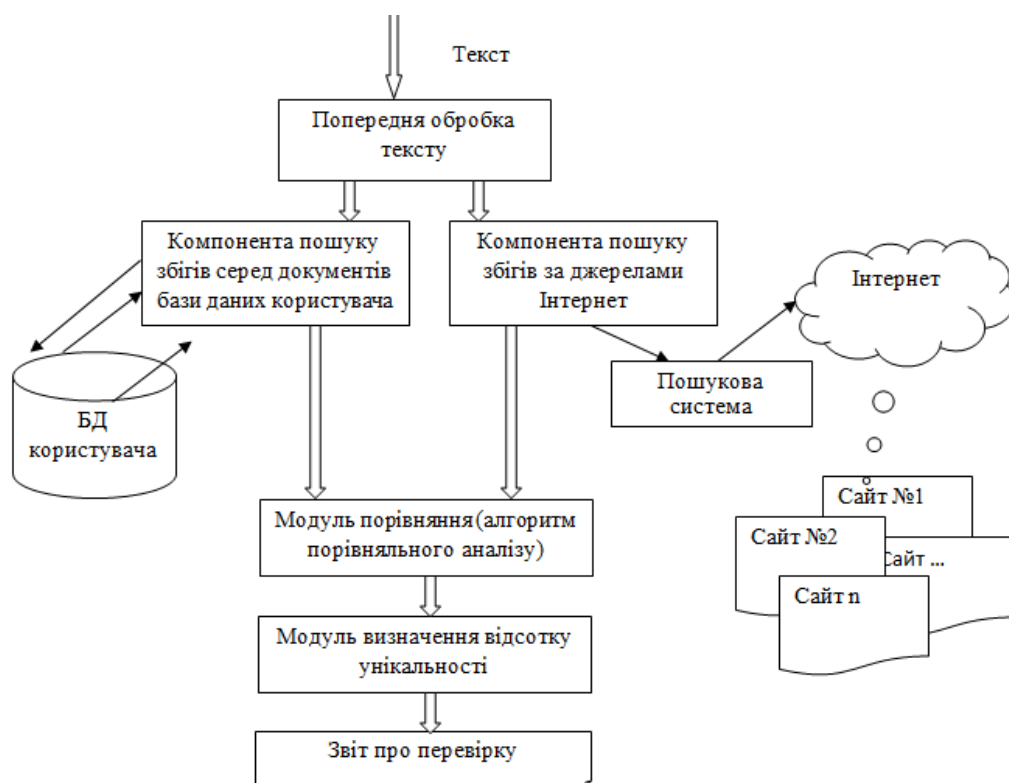 Текст
Попередня обробка
тексту
Компонента пошуку
збігів серед документів
бази даних користувача
Компонента пошуку
збігів за джерелами
Інтернет
Інтернет
Пошукова
система
БД
користувача
Модуль порівняння(алгоритм
порівняльного аналізу)
Сайт №1
Сайт №2
Сайт ...
Сайт n
Модуль визначення відсотку
унікальності
Звіт про перевірку